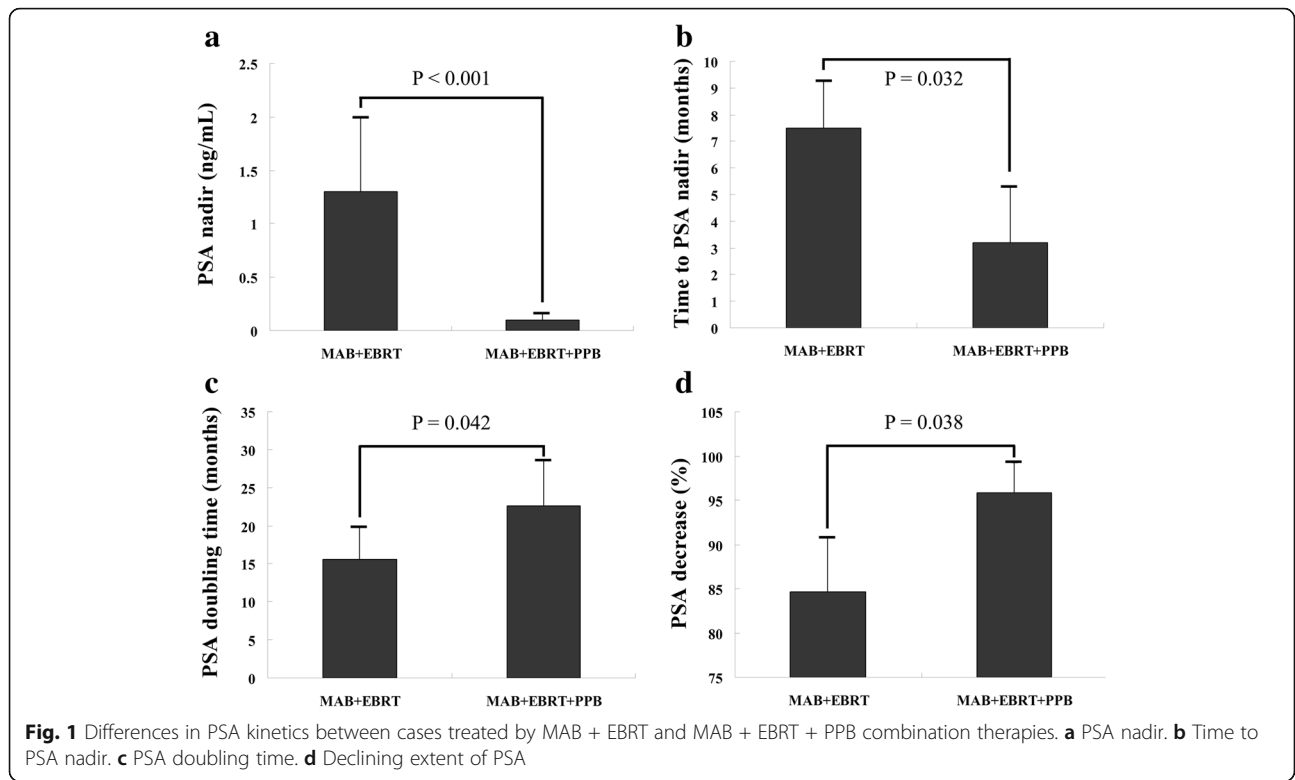 a
P < 0.001
PSA nadir (ng/mL)
2.5
2
1.5
1
0.5
0
MAB+EBRT MAB+EBRT+PPB
b
P = 0.032
Time to PSA nadir (months)
10
9
8
7
6
5
4
3
2
1
0
MAB+EBRT MAB+EBRT+PPB
c
P = 0.042
PSA doubling time (months)
35
30
25
20
15
10
5
0
MAB+EBRT MAB+EBRT+PPB
d
P = 0.038
PSA decrease (%)
105
100
95
90
85
80
75
MAB+EBRT MAB+EBRT+PPB
Fig. 1 Differences in PSA kinetics between cases treated by MAB + EBRT and MAB + EBRT + PPB combination therapies. a PSA nadir. b Time to
PSA nadir. c PSA doubling time. d Declining extent of PSA